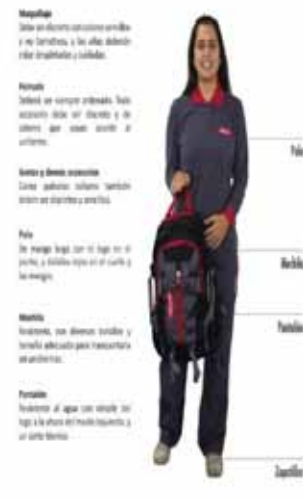 Maquillaje
Debe ser discreto con colores sencillos
y no llamativos, y las uñas deberán
estar arregladas y cuidadas.
Peinado
Deberá ser siempre ordenado. Todo
accesorio debe ser discreto y de
colores que vayan acorde al
uniforme.
Aretes y demás accesorios
Como patrones collares también
deben ser discretos y sencillos.
Polo
De manga larga con el logo en el
pecho, y detalles rojos en el cuello y
las mangas.
Mochila
Resistente, con diversos bolsillos y
tamaño adecuado para transportar
Pantalón
Resistente al agua con detalle del
logo a la altura del muslo izquierdo, y
un corte técnico.
Polo
Mochila
Pantalón
Zapatillas